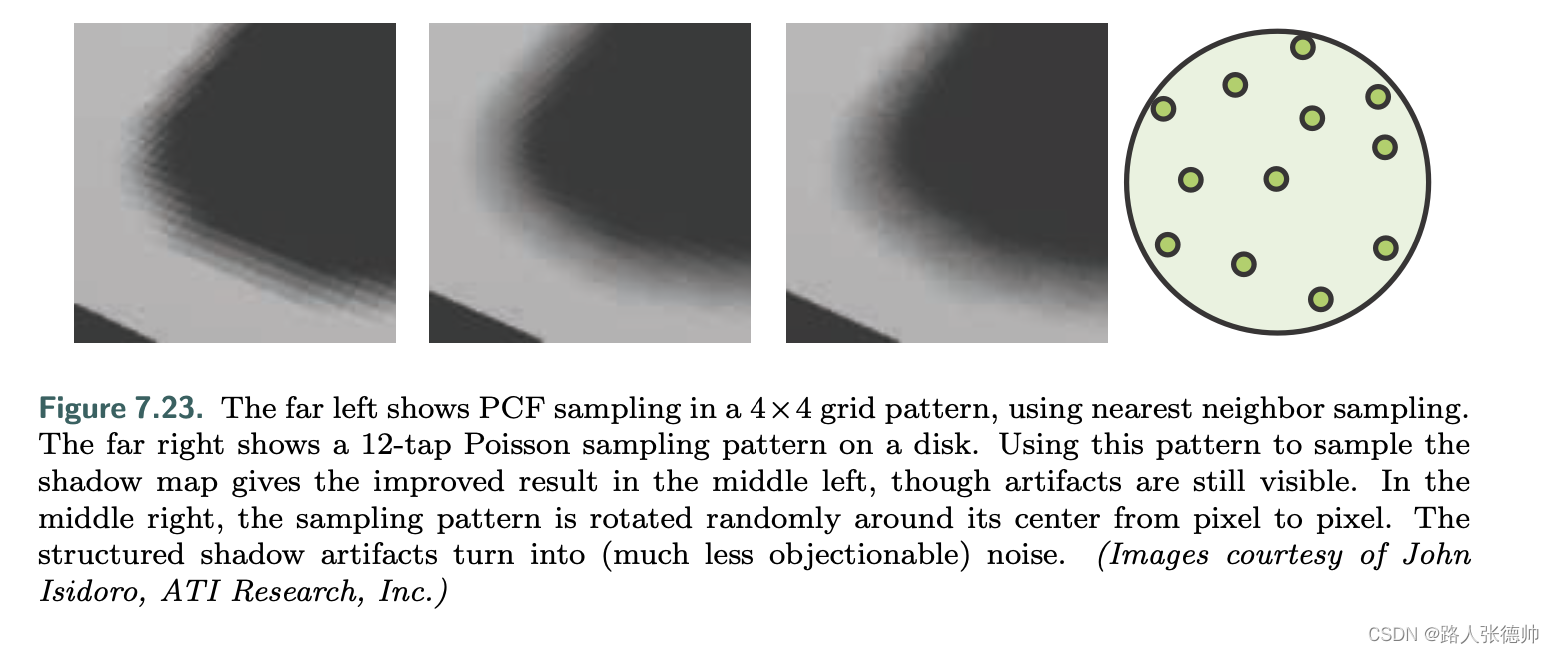 Figure 7.23. The far left shows PCF sampling in a 4×4 grid pattern, using nearest neighbor sampling.
The far right shows a 12-tap Poisson sampling pattern on a disk. Using this pattern to sample the
shadow map gives the improved result in the middle left, though artifacts are still visible. In the
middle right, the sampling pattern is rotated randomly around its center from pixel to pixel. The
structured shadow artifacts turn into (much less objectionable) noise. (Images courtesy of John
Isidoro, ATI Research, Inc.)
CSDN @路人张德帅